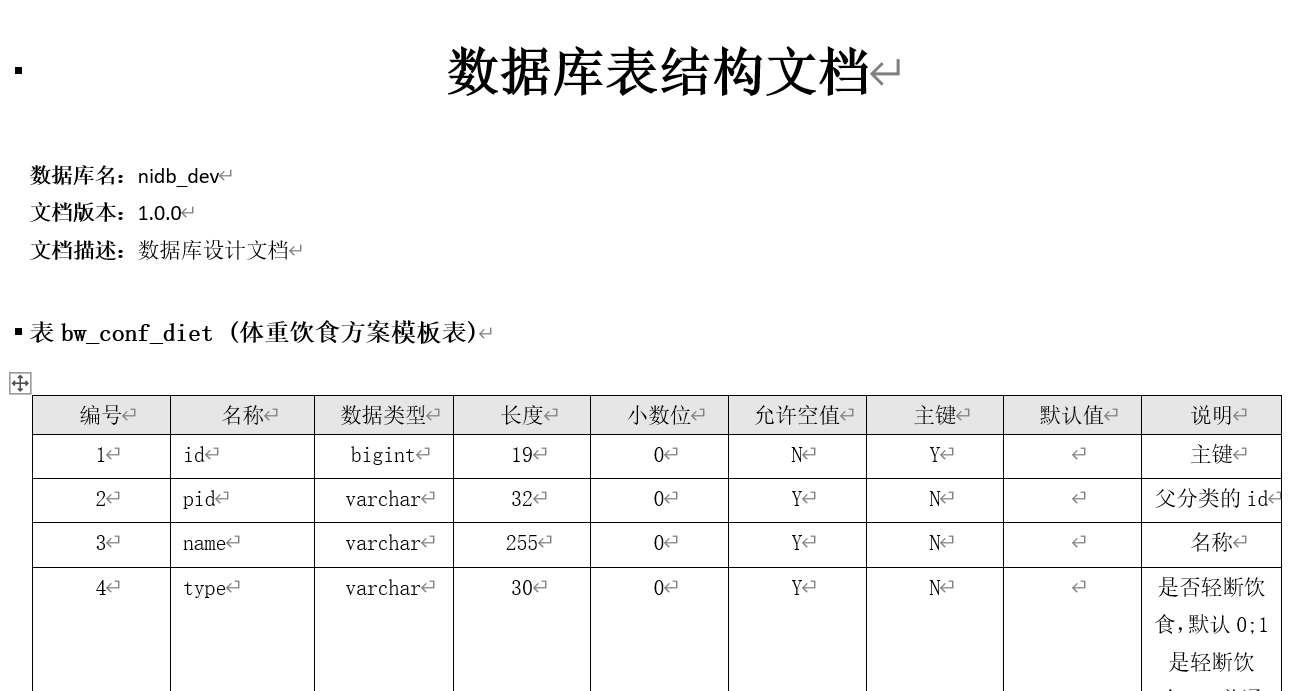 数据库表结构文档
数据库名：nidb_dev
文档版本：1.0.0
文档描述：数据库设计文档
表 bw_conf_diet (体重饮食方案模板表)
编号 名称 数据类型 长度 小数位 允许空值 主键 默认值 说明
1 id bigint 19 0 N Y 主键
2 pid varchar 32 0 Y N 父分类的 id
3 name varchar 255 0 Y N 名称
4 type varchar 30 0 Y N 是否轻断饮
食,默认 0;1
是轻断饮